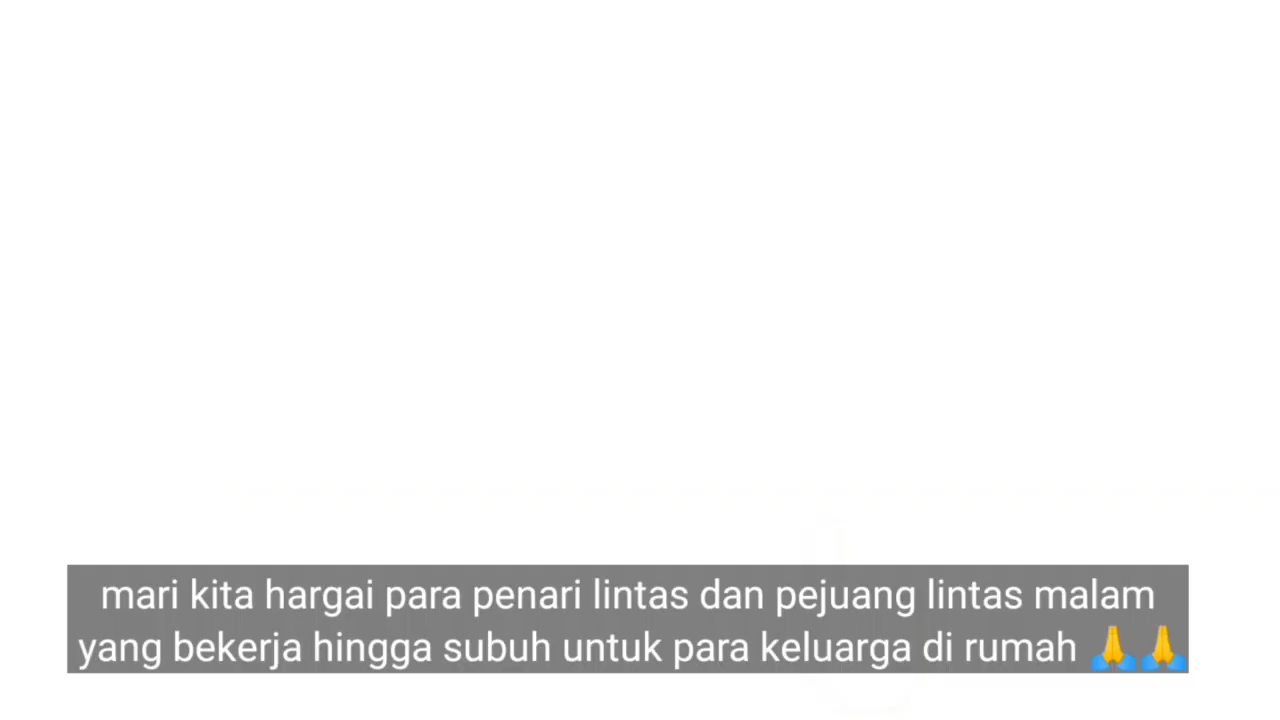 mari kita hargai para penari lintas dan pejuang lintas malam
yang bekerja hingga subuh untuk para keluarga di rumah 🙏🙏